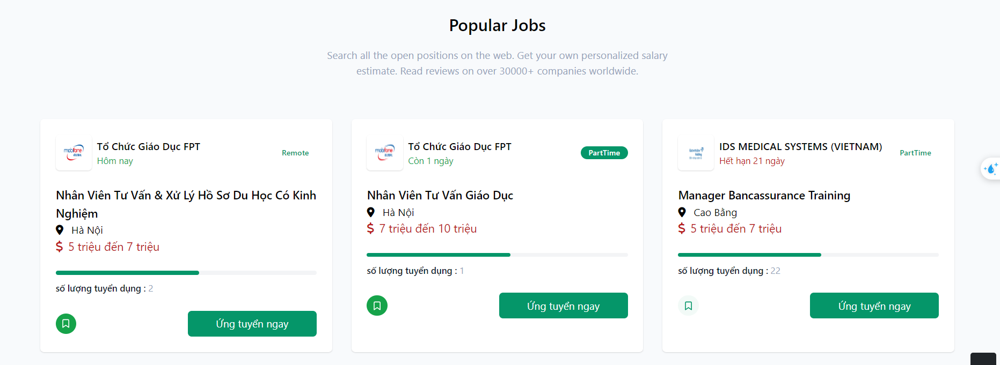 Popular Jobs
Search all the open positions on the web. Get your own personalized salary
estimate. Read reviews on over 30000+ companies worldwide.
mobifone
GLOBAL
Tổ Chức Giáo Dục FPT
Hôm nay
Remote
Nhân Viên Tư Vấn & Xử Lý Hồ Sơ Du Học Có Kinh
Nghiệm
Hà Nội
$ 5 triệu đến 7 triệu
số lượng tuyển dụng : 2
Ứng tuyển ngay
mobifone
GLOBAL
Tổ Chức Giáo Dục FPT
Còn 1 ngày
PartTime
Nhân Viên Tư Vấn Giáo Dục
Hà Nội
$ 7 triệu đến 10 triệu
số lượng tuyển dụng : 1
Ứng tuyển ngay
IDS MEDICAL SYSTEMS (VIETNAM)
Hết hạn 21 ngày
PartTime
Manager Bancassurance Training
Cao Bằng
$ 5 triệu đến 7 triệu
số lượng tuyển dụng : 22
Ứng tuyển ngay